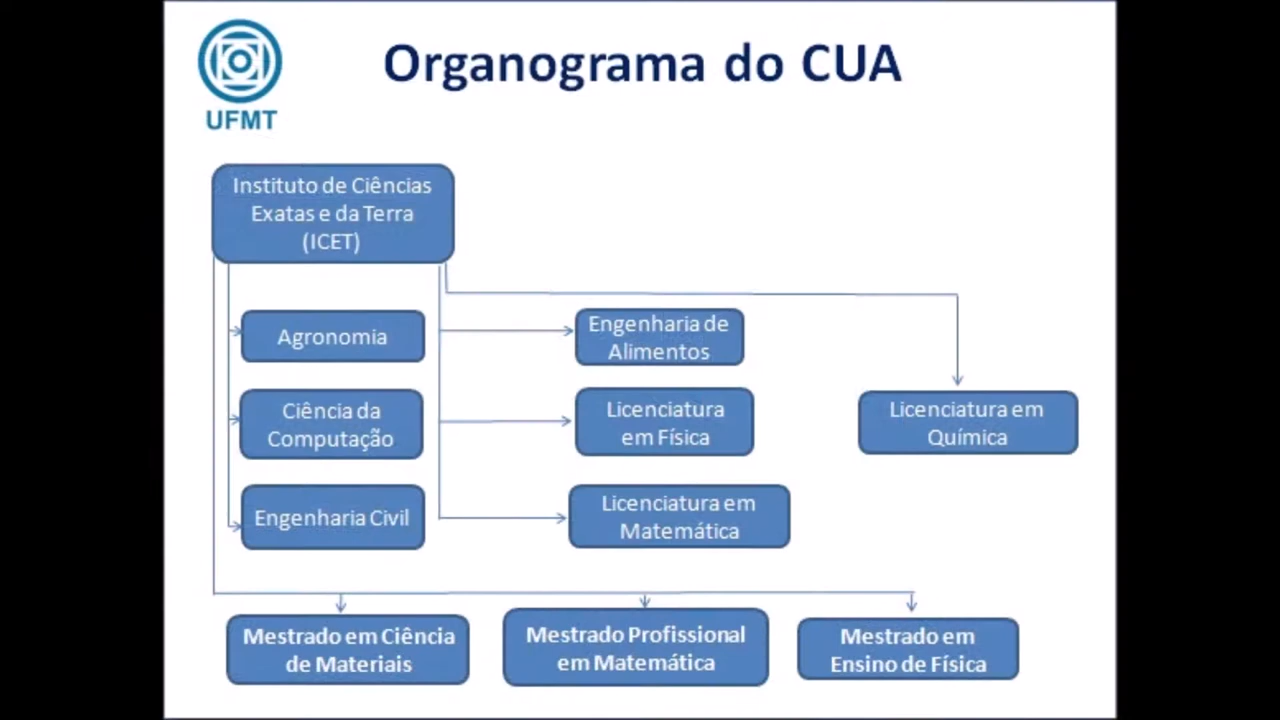 UFMT
Organograma do CUA
Instituto de Ciências
Exatas e da Terra
(ICET)
Agronomia
Engenharia de
Alimentos
Ciência da
Computação
Licenciatura
em Física
Licenciatura em
Química
Engenharia Civil
Licenciatura em
Matemática
Mestrado em Ciência
de Materiais
Mestrado Profissional
em Matemática
Mestrado em
Ensino de Física